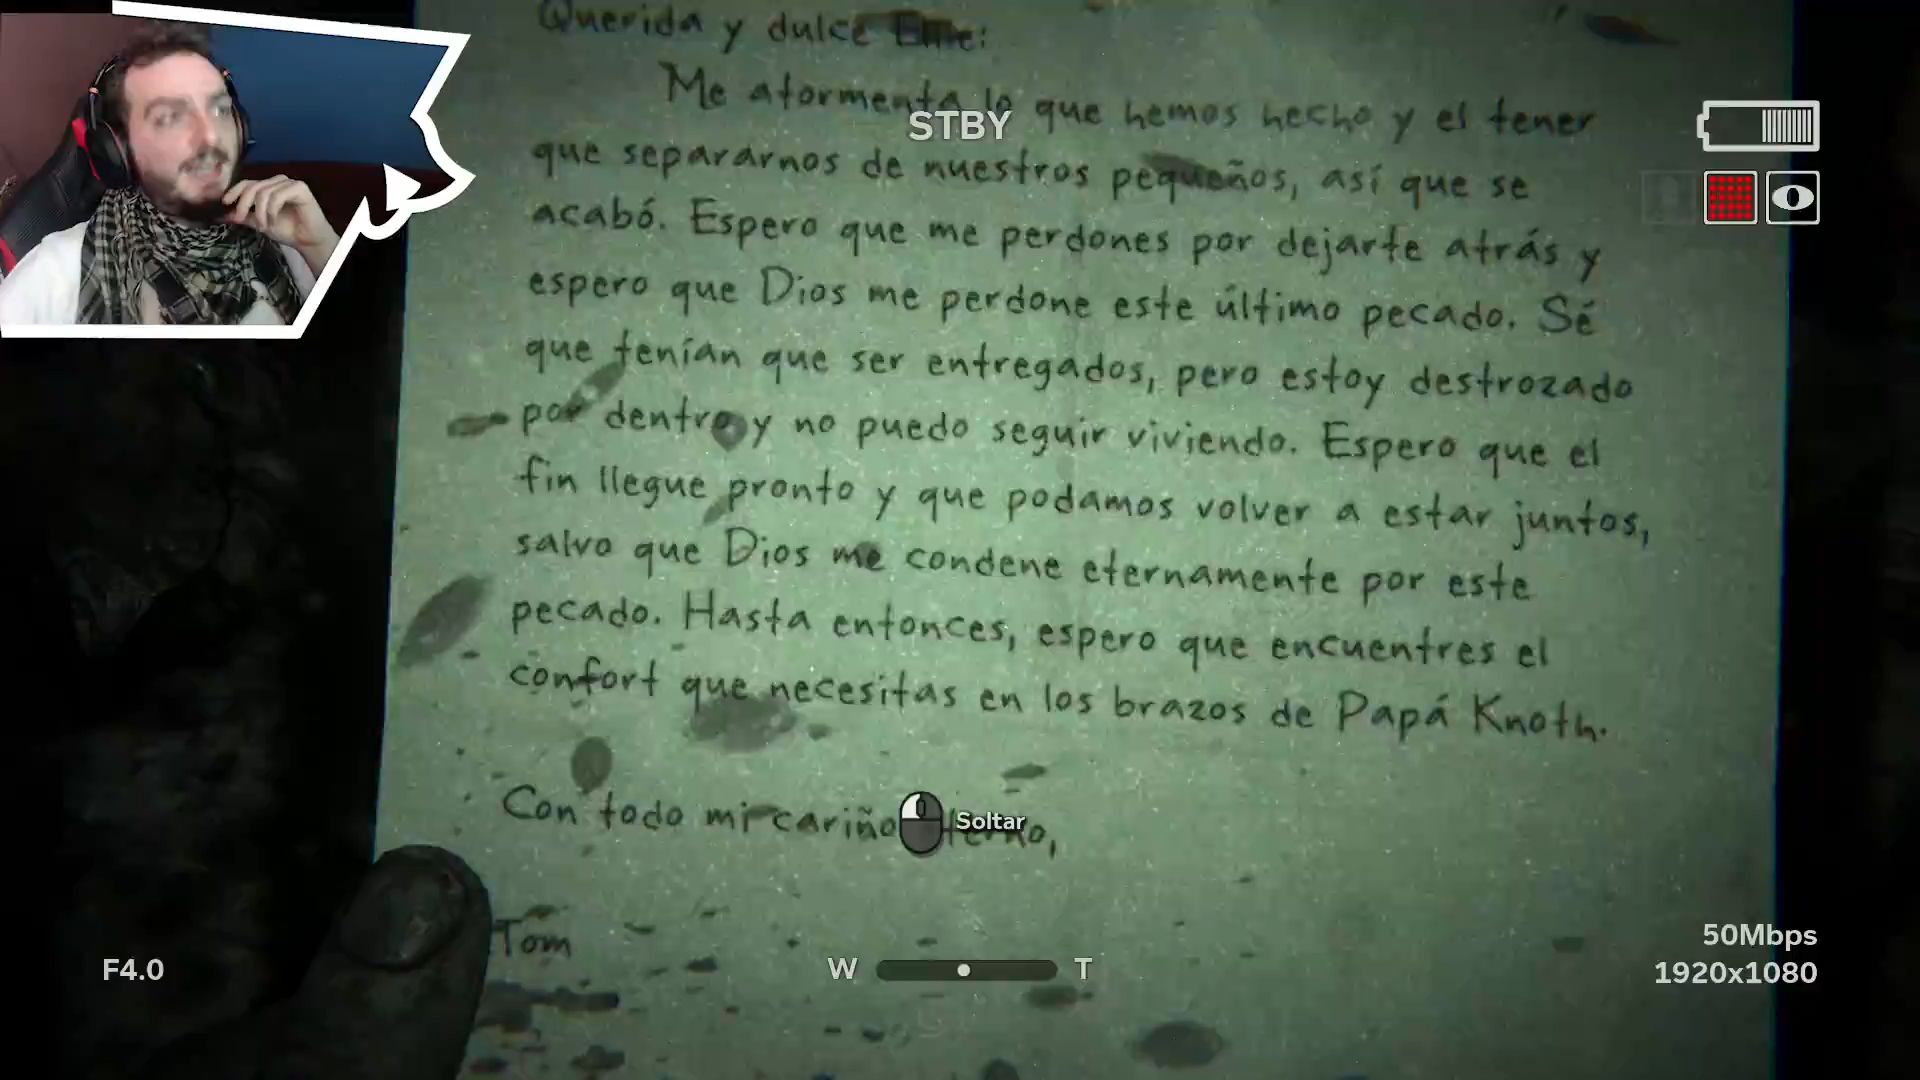 Querida y dulce
STBY
Me atormenta lo que hemos hecho y el tener
que separarnos de nuestros pequeños, así que se
acabó. Espero que me perdones por dejarte atrás y
espero que Dios me perdone este último pecado. Sé
que tenían que ser entregados, pero estoy destrozado
por dentro y no puedo seguir viviendo. Espero que el
fin llegue pronto y que podamos volver a estar juntos,
salvo que Dios me condene eternamente por este
pecado. Hasta entonces, espero que encuentres el
confort que necesitas en los brazos de Papá Knoth.
Con todo mi cariño
Soltar
Tom
F4.0
W T
50Mbps
1920x1080